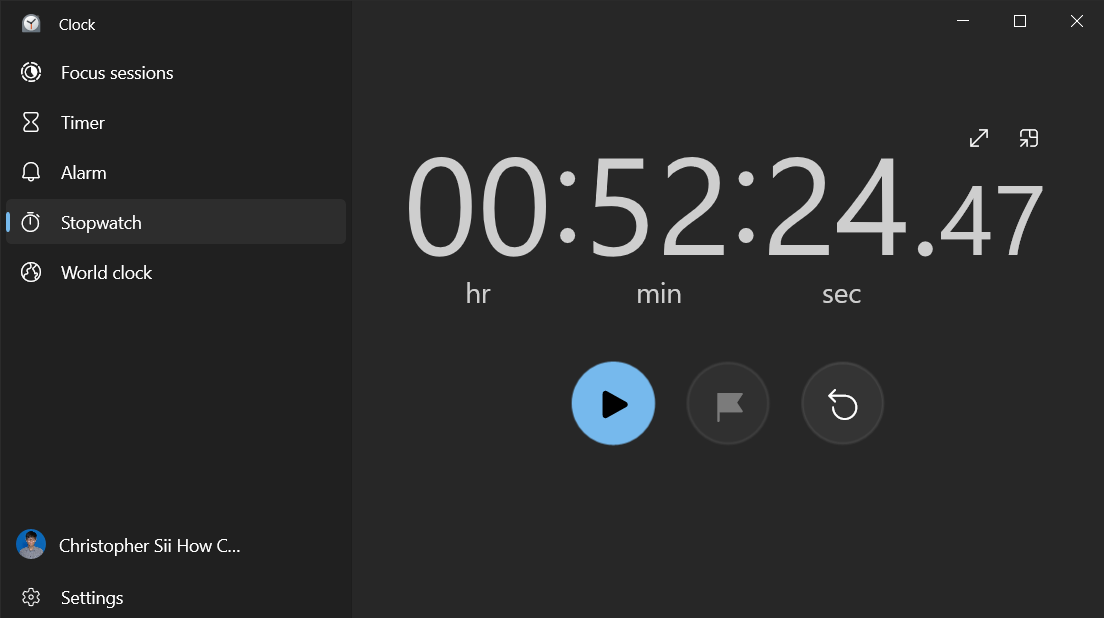 Clock
Focus sessions
Timer
Alarm
Stopwatch
World clock
00:52:24.47
hr min sec
Christopher Sii How C...
Settings